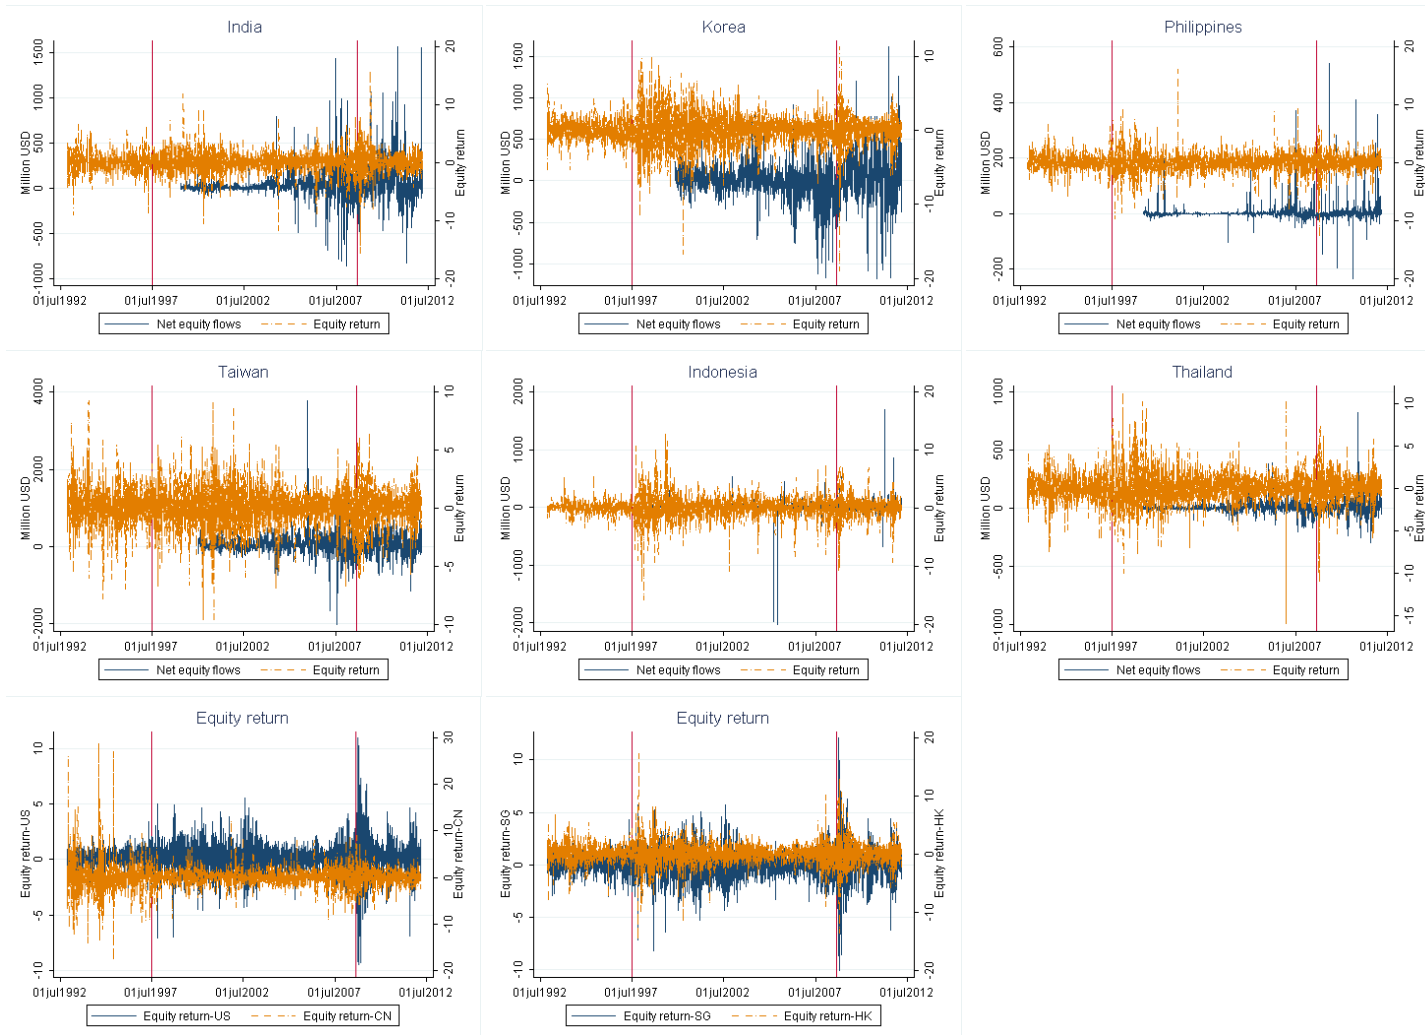 India
Million USD
1500
1000
500
0
-500
-1000
Equity return
20
10
0
-10
-20
01jul1992 01jul1997 01jul2002 01jul2007 01jul2012
Net equity flows Equity return
Korea
Million USD
1500
1000
500
0
-500
-1000
Equity return
10
0
-10
-20
01jul1992 01jul1997 01jul2002 01jul2007 01jul2012
Net equity flows Equity return
Philippines
Million USD
600
400
200
0
-200
Equity return
20
10
0
-10
-20
01jul1992 01jul1997 01jul2002 01jul2007 01jul2012
Net equity flows Equity return
Taiwan
Million USD
4000
2000
0
-2000
Equity return
10
5
0
-5
-10
01jul1992 01jul1997 01jul2002 01jul2007 01jul2012
Net equity flows Equity return
Indonesia
Million USD
2000
1000
0
-1000
-2000
Equity return
20
10
0
-10
-20
01jul1992 01jul1997 01jul2002 01jul2007 01jul2012
Net equity flows Equity return
Thailand
Million USD
1000
500
0
-500
-1000
Equity return
10
5
0
-5
-10
-15
01jul1992 01jul1997 01jul2002 01jul2007 01jul2012
Net equity flows Equity return
Equity return
Equity return-US
10
5
0
-5
-10
Equity return-CN
30
20
10
0
-10
-20
01jul1992 01jul1997 01jul2002 01jul2007 01jul2012
Equity return-US Equity return-CN
Equity return
Equity return-SG
10
5
0
-5
-10
Equity return-HK
20
10
0
-10
-20
01jul1992 01jul1997 01jul2002 01jul2007 01jul2012
Equity return-SG Equity return-HK